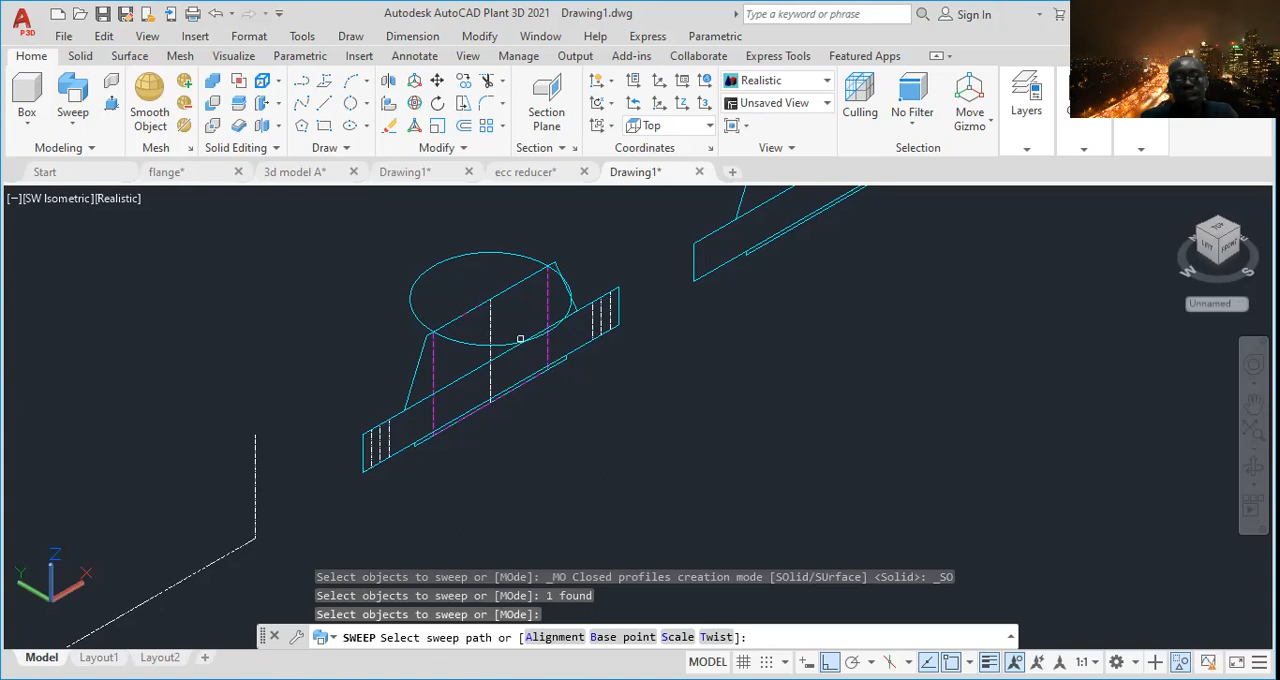 Autodesk AutoCAD Plant 3D 2021 Drawing1.dwg
Type a keyword or phrase
Sign In
P3D
File Edit View Insert Format Tools Draw Dimension Modify Window Help Express Parametric
Home Solid Surface Mesh Visualize Parametric Insert Annotate View Manage Output Add-ins Collaborate Express Tools Featured Apps
Realistic
Unsaved View
Top
Box
Sweep
Smooth
Object
Section
Plane
Culling
No Filter
Move
Gizmo
Layers
Modeling
Mesh
Solid Editing
Draw
Modify
Section
Coordinates
View
Selection
Start
flange*
3d model A*
Drawing1*
ecc reducer*
Drawing1*
[−][SW Isometric][Realistic]
TOP
LEFT
FRONT
W
S
Unnamed
Z
Y
X
Select objects to sweep or [MOde]: _MO Closed profiles creation mode [SOlid/SUrface] <Solid>: _SO
Select objects to sweep or [MOde]: 1 found
Select objects to sweep or [MOde]:
SWEEP Select sweep path or [Alignment Base point Scale Twist]:
Model
Layout1
Layout2
MODEL
1:1